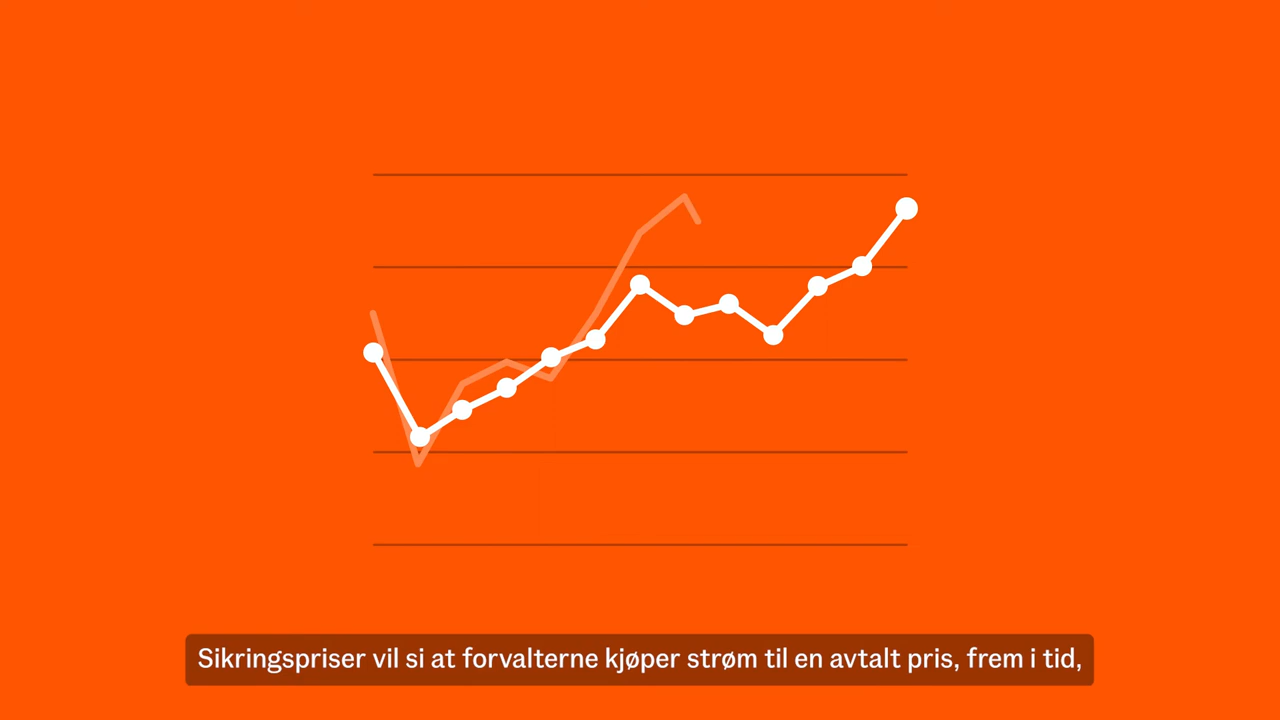 Sikringspriser vil si at forvalterne kjøper strøm til en avtalt pris, frem i tid,